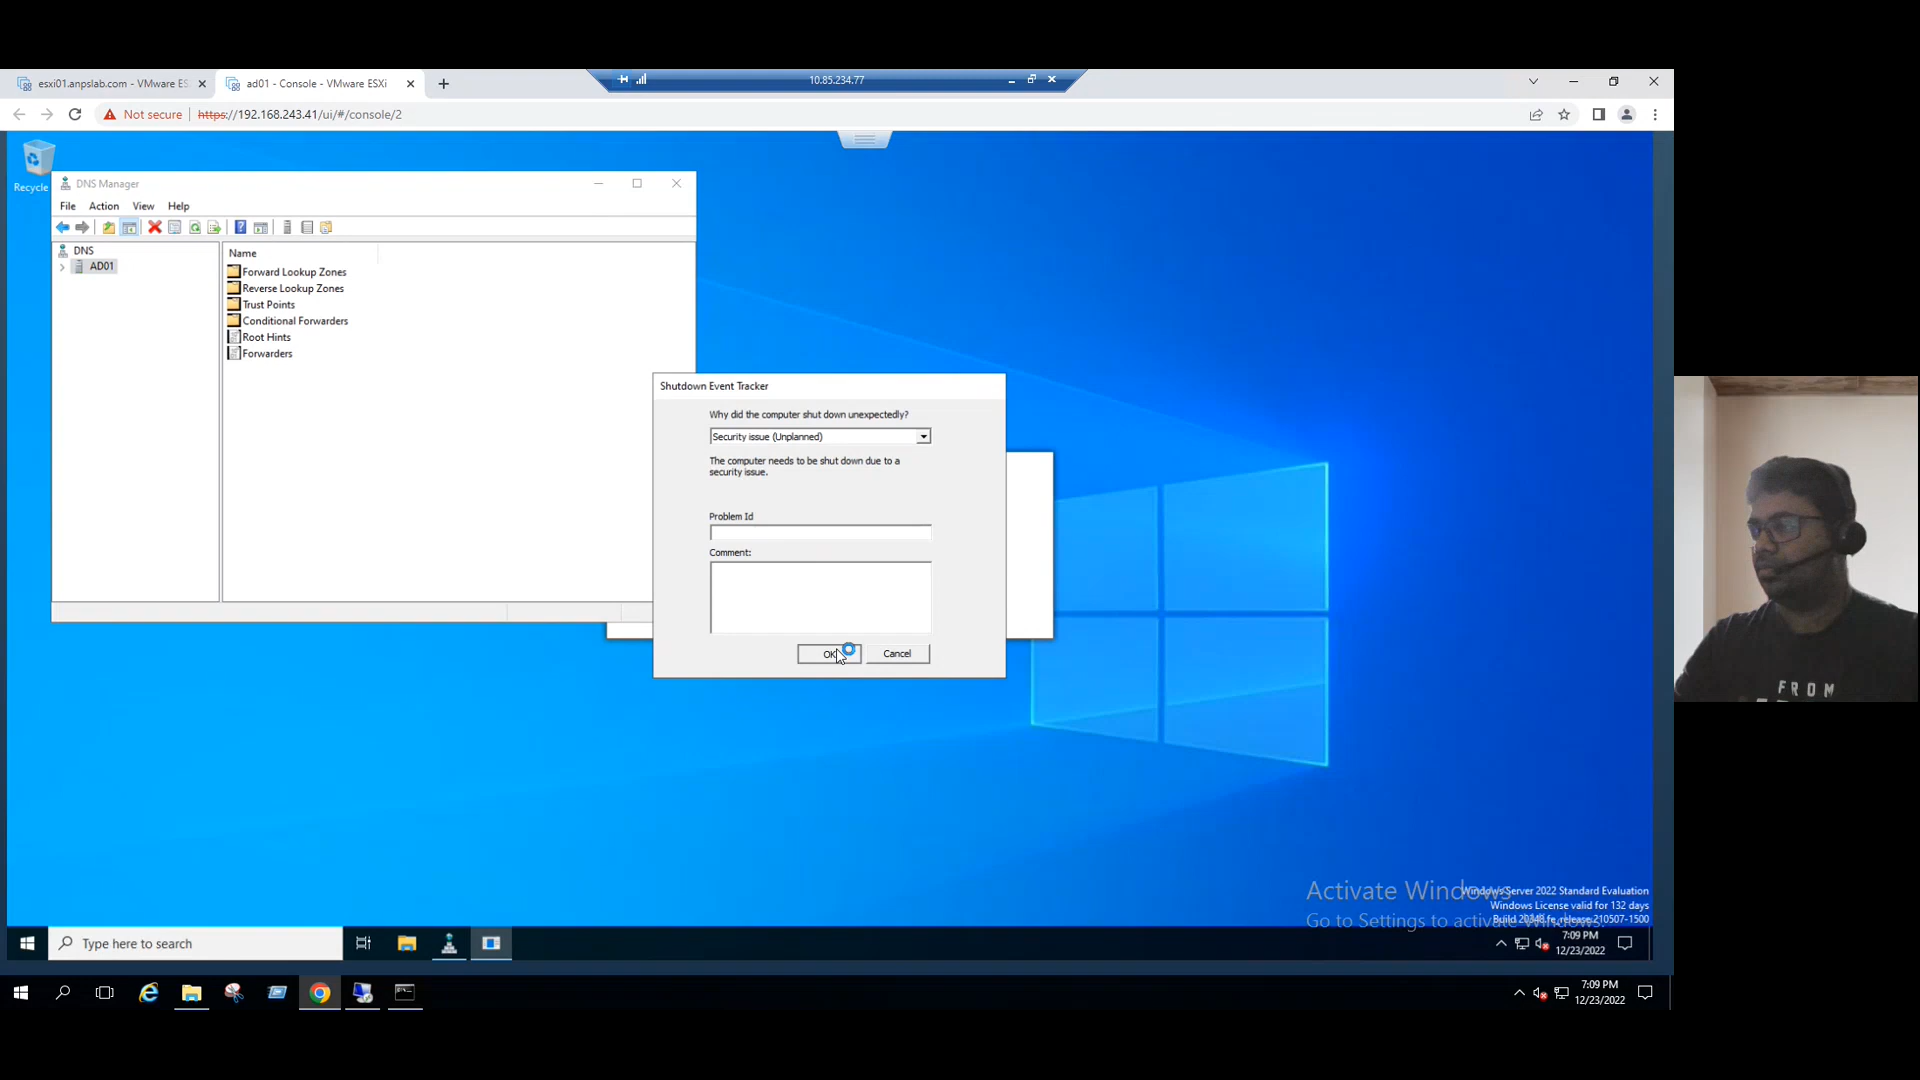 esxi01.anpslab.com - VMware ES
ad01 - Console - VMware ESXi
10.85.234.77
Not secure
https://192.168.243.41/ui/#/console/2
Recycle
DNS Manager
File Action View Help
DNS
AD01
Name
Forward Lookup Zones
Reverse Lookup Zones
Trust Points
Conditional Forwarders
Root Hints
Forwarders
Shutdown Event Tracker
Why did the computer shut down unexpectedly?
Security issue (Unplanned)
The computer needs to be shut down due to a
security issue.
Problem Id
Comment:
OK
Cancel
Activate Windows
Go to Settings to activate Windows.
Windows Server 2022 Standard Evaluation
Windows License valid for 132 days
Build 20348.fe_release.210507-1500
Type here to search
7:09 PM
12/23/2022
7:09 PM
12/23/2022
FROM